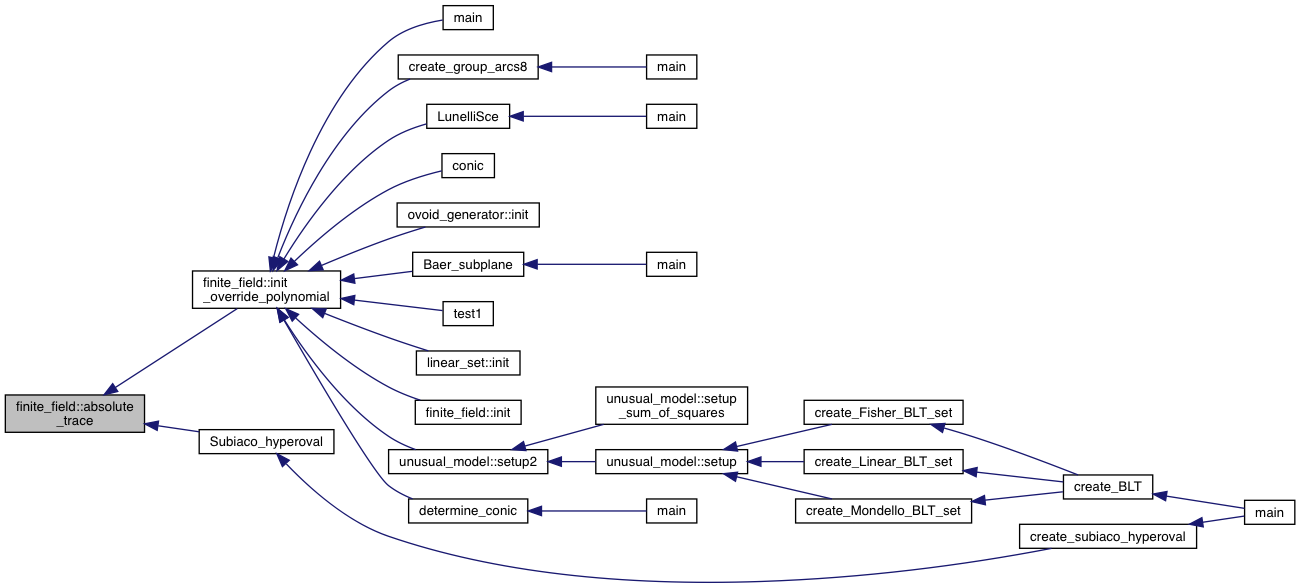 main
create_group_arcs8
main
LunelliSce
main
conic
ovoid_generator::init
Baer_subplane
main
finite_field::init
_override_polynomial
test1
linear_set::init
finite_field::absolute
_trace
finite_field::init
unusual_model::setup
_sum_of_squares
create_Fisher_BLT_set
Subiaco_hyperoval
unusual_model::setup2
unusual_model::setup
create_Linear_BLT_set
create_BLT
determine_conic
main
create_Mondello_BLT_set
main
create_subiaco_hyperoval